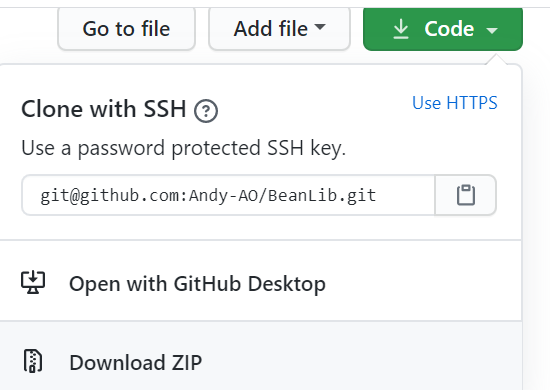 Go to file Add file Code
Clone with SSH ? Use HTTPS
Use a password protected SSH key.
git@github.com:Andy-AO/BeanLib.git
Open with GitHub Desktop
Download ZIP